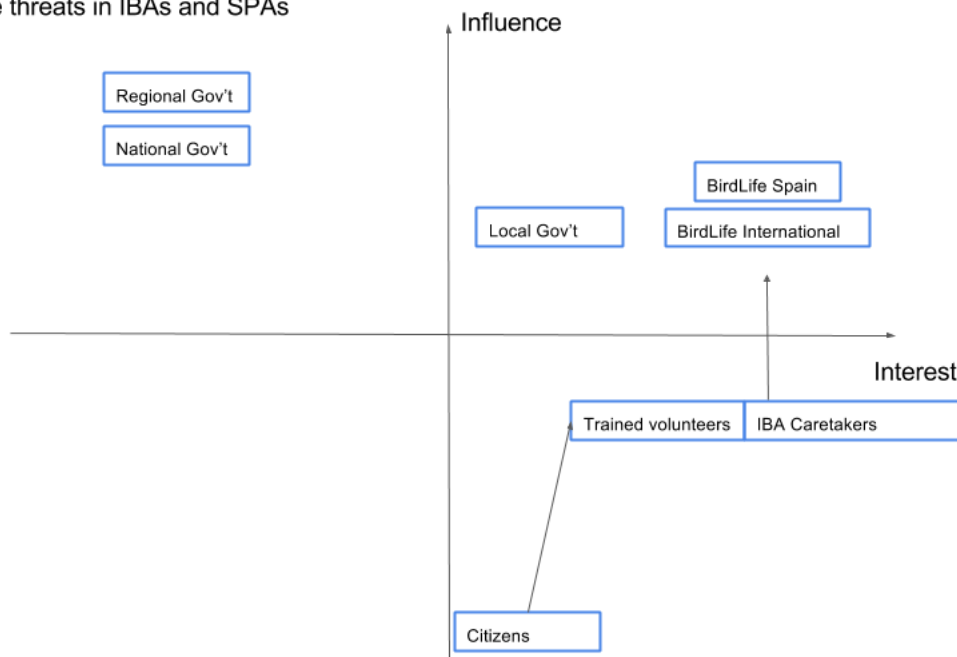 threats in IBAs and SPAs
Influence
Regional Gov't
National Gov't
BirdLife Spain
Local Gov't
BirdLife International
Interest
Trained volunteers
IBA Caretakers
Citizens